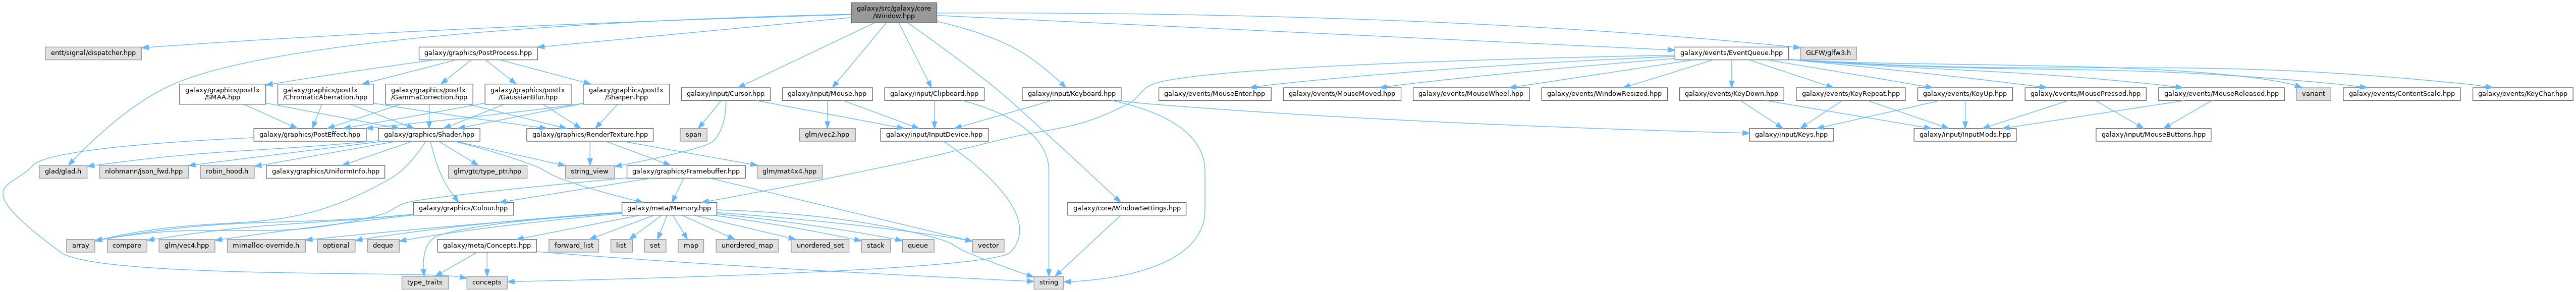 galaxy/src/galaxy/core
/Window.hpp
entt/signal/dispatcher.hpp
galaxy/graphics/PostProcess.hpp
galaxy/events/EventQueue.hpp
GLFW/glfw3.h
galaxy/graphics/postfx
/SMAA.hpp
galaxy/graphics/postfx
/ChromaticAberration.hpp
galaxy/graphics/postfx
/GammaCorrection.hpp
galaxy/graphics/postfx
/GaussianBlur.hpp
galaxy/graphics/postfx
/Sharpen.hpp
galaxy/input/Cursor.hpp
galaxy/input/Mouse.hpp
galaxy/input/Clipboard.hpp
galaxy/input/Keyboard.hpp
galaxy/events/MouseEnter.hpp
galaxy/events/MouseMoved.hpp
galaxy/events/MouseWheel.hpp
galaxy/events/WindowResized.hpp
galaxy/events/KeyDown.hpp
galaxy/events/KeyRepeat.hpp
galaxy/events/KeyUp.hpp
galaxy/events/MousePressed.hpp
galaxy/events/MouseReleased.hpp
variant
galaxy/events/ContentScale.hpp
galaxy/events/KeyChar.hpp
galaxy/graphics/PostEffect.hpp
galaxy/graphics/Shader.hpp
galaxy/graphics/RenderTexture.hpp
span
glm/vec2.hpp
galaxy/input/InputDevice.hpp
galaxy/input/Keys.hpp
galaxy/input/InputMods.hpp
galaxy/input/MouseButtons.hpp
glad/glad.h
nlohmann/json_fwd.hpp
robin_hood.h
galaxy/graphics/UniformInfo.hpp
glm/gtc/type_ptr.hpp
string_view
galaxy/graphics/Framebuffer.hpp
glm/mat4x4.hpp
galaxy/graphics/Colour.hpp
galaxy/meta/Memory.hpp
galaxy/core/WindowSettings.hpp
array
compare
glm/vec4.hpp
mimalloc-override.h
optional
deque
galaxy/meta/Concepts.hpp
forward_list
list
set
map
unordered_map
unordered_set
stack
queue
vector
type_traits
concepts
string